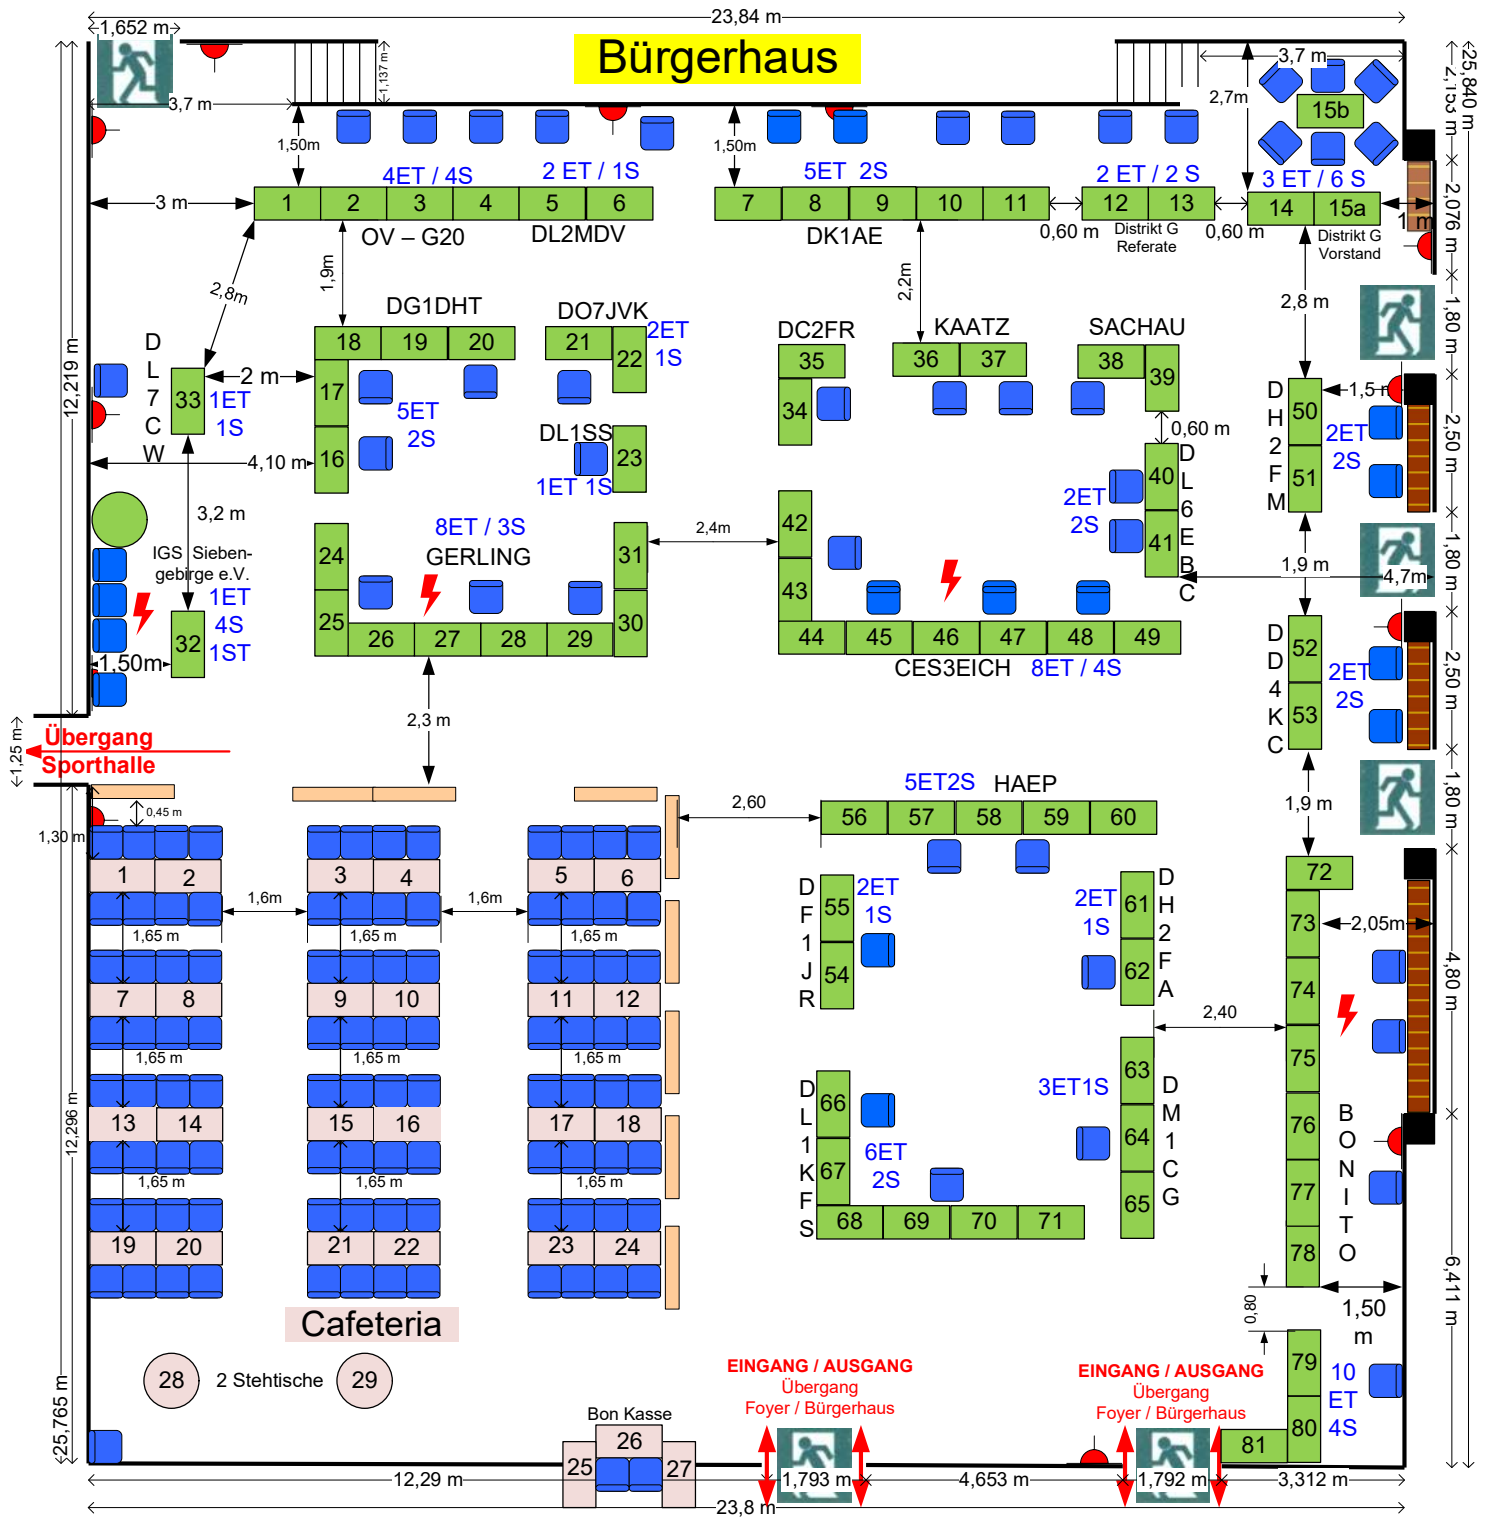 23,84 m
1,652 m
Bürgerhaus
1,137 m
3,7 m
3,7 m
2,7m
15b
2,153 m
25,840 m
1,50m
1,50m
4ET / 4S
2 ET / 1S
5ET 2S
2 ET / 2 S
3 ET / 6 S
3 m
1 2 3 4 5 6
7 8 9 10 11
12 13
14 15a
1 m
2,076 m
OV – G20
DL2MDV
DK1AE
0,60 m
Distrikt G
Referate
0,60 m
Distrikt G
Vorstand
1,9m
2,2m
2,8m
2,8 m
1,80 m
DG1DHT
DO7JVK
2ET
1S
DC2FR
KAATZ
SACHAU
18 19 20
21 22
35
36 37
38 39
12,219 m
D
L
7
C
W
33
2 m
1ET
1S
17
5ET
2S
34
0,60 m
D
H
2
F
M
50
1,5 m
2ET
2S
2,50 m
4,10 m
16
DL1SS
23
1ET 1S
40
2ET
2S
41
D
L
6
E
B
C
51
3,2 m
8ET / 3S
GERLING
24
31
2,4m
42
1,9 m
4,7m
1,80 m
IGS Sieben-
gebirge e.V.
1ET
4S
1ST
32
25
26 27 28 29
30
43
44 45 46 47 48 49
CES3EICH
8ET / 4S
D
D
4
K
C
52
53
2ET
2S
2,50 m
1,50m
2,3 m
1,25 m
Übergang
Sporthalle
0,45 m
1,30 m
2,60
5ET2S
HAEP
56 57 58 59 60
1,9 m
1,80 m
1 2
3 4
5 6
1,6m
1,6m
1,65 m
1,65 m
1,65 m
D
F
1
J
R
55
54
2ET
1S
2ET
1S
61
62
D
H
2
F
A
72
73
2,05m
4,80 m
7 8
9 10
11 12
1,65 m
1,65 m
1,65 m
2,40
74
75
76
77
78
12,296 m
13 14
15 16
17 18
1,65 m
1,65 m
1,65 m
D
L
1
K
F
S
66
67
6ET
2S
3ET1S
63
64
65
D
M
1
C
G
B
O
N
I
T
O
19 20
21 22
23 24
68 69 70 71
6,411 m
Cafeteria
0,80
1,50
m
28
2 Stehtische
29
EINGANG / AUSGANG
Übergang
Foyer / Bürgerhaus
EINGANG / AUSGANG
Übergang
Foyer / Bürgerhaus
79
80
81
10
ET
4S
25,765 m
Bon Kasse
25
26
27
12,29 m
1,793 m
4,653 m
1,792 m
3,312 m
23,8 m